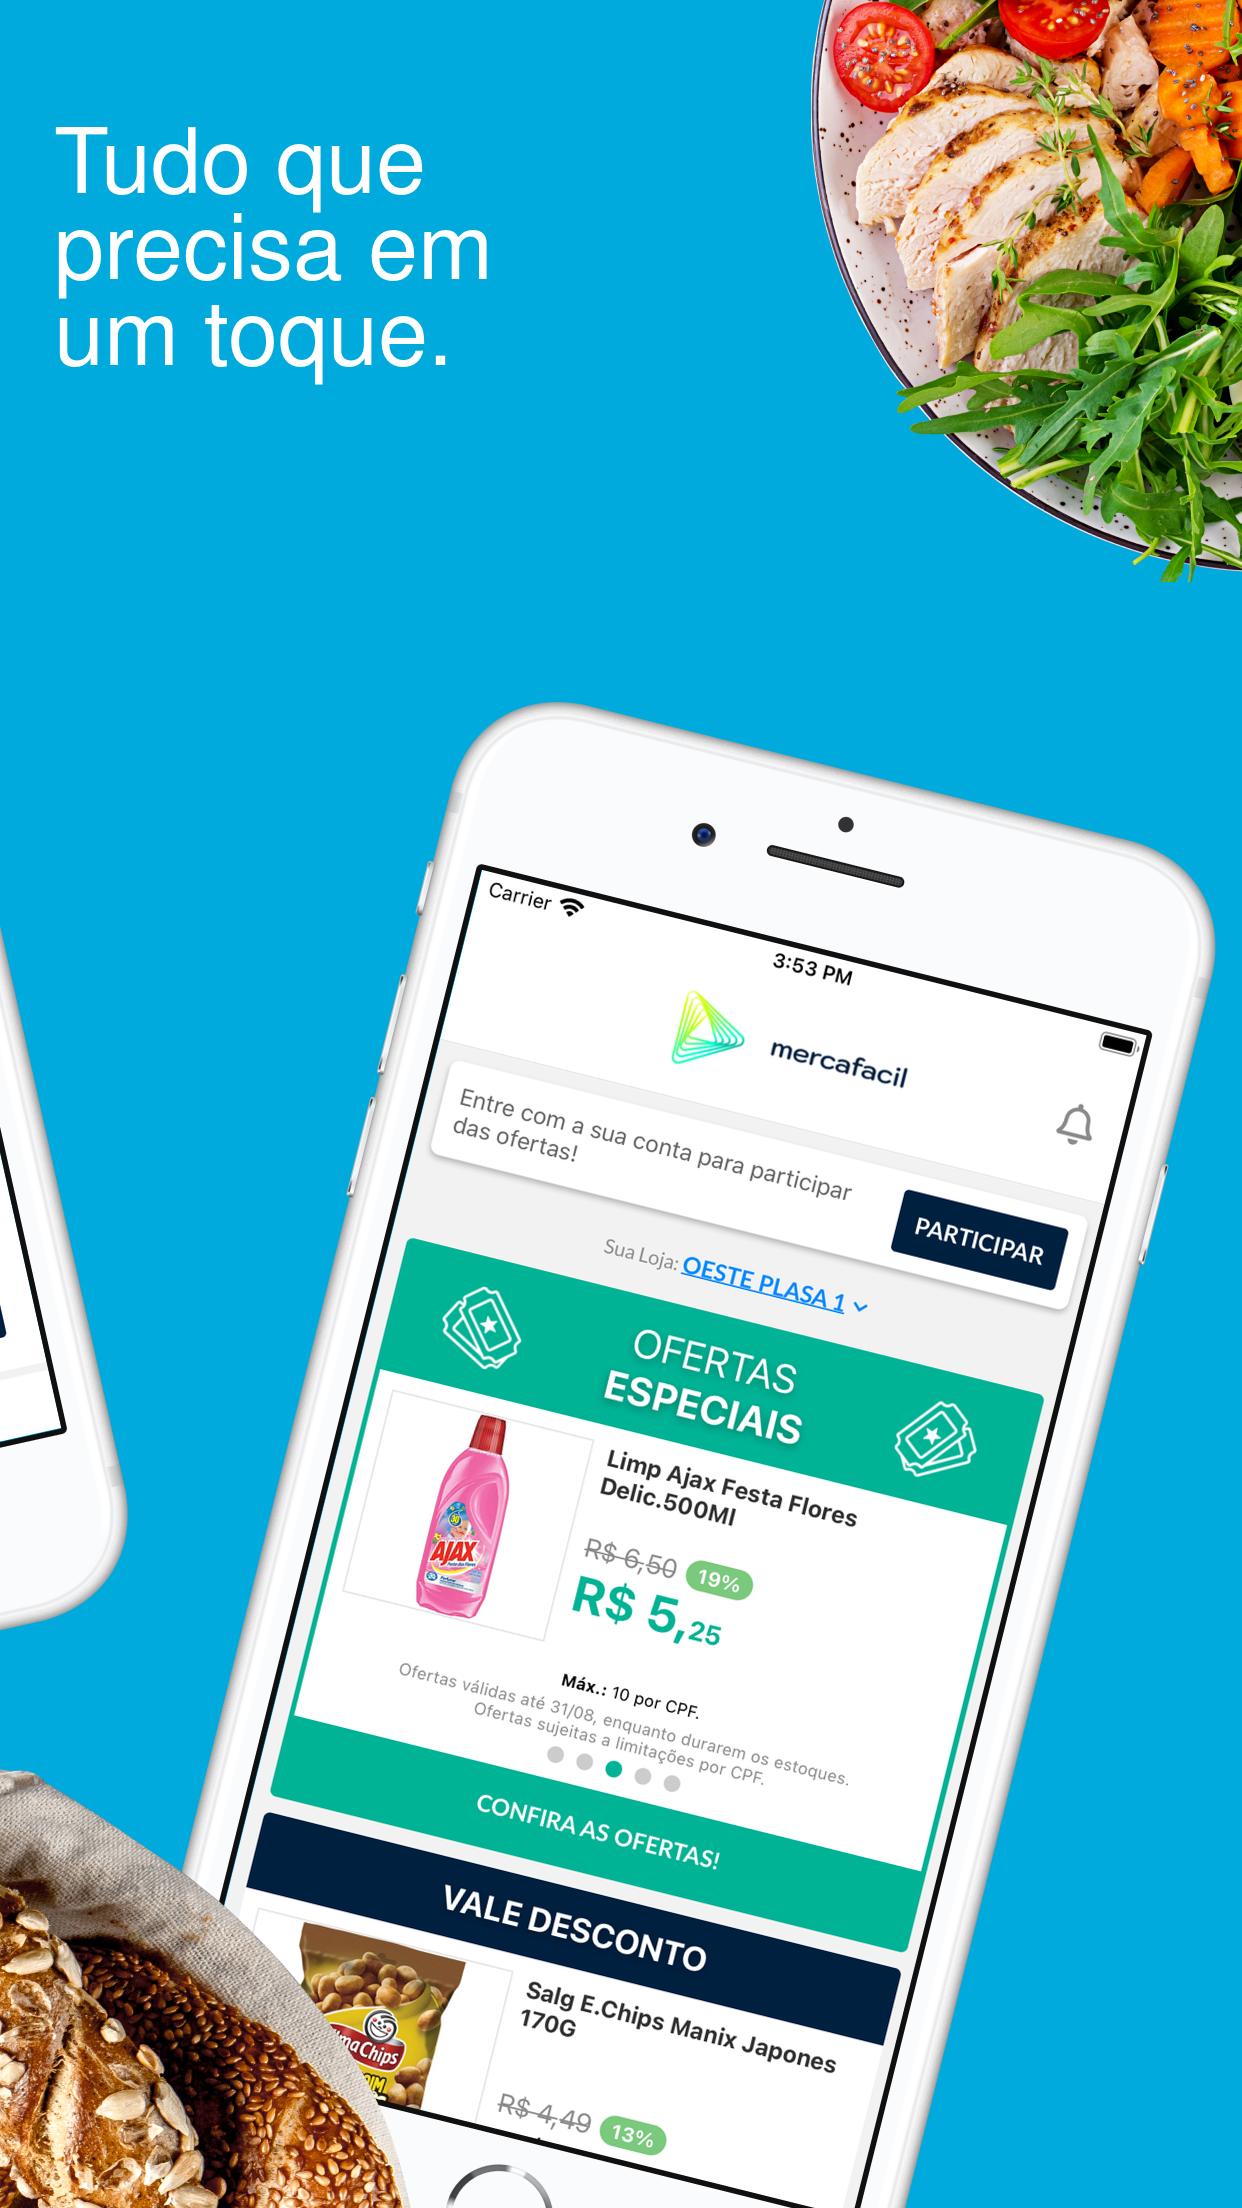 Tudo que
precisa em
um toque.
Carrier
3:53 PM
mercafacil
Entre com a sua conta para participar
das ofertas!
PARTICIPAR
Sua Loja: OESTE PLASA 1
OFERTAS
ESPECIAIS
Limp Ajax Festa Flores
Delic.500Ml
R$ 6,50 19%
R$ 5,25
AJAX
Máx.: 10 por CPF.
Ofertas válidas até 31/08, enquanto durarem os estoques.
Ofertas sujeitas a limitações por CPF.
CONFIRA AS OFERTAS!
VALE DESCONTO
Salg E.Chips Manix Japones
170G
R$ 4,49 13%
maChips